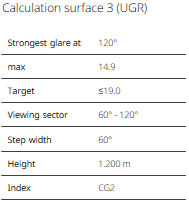 Calculation surface 3 (UGR)
Strongest glare at 120°
max 14.9
Target ≤19.0
Viewing sector 60° - 120°
Step width 60°
Height 1.200 m
Index CG2